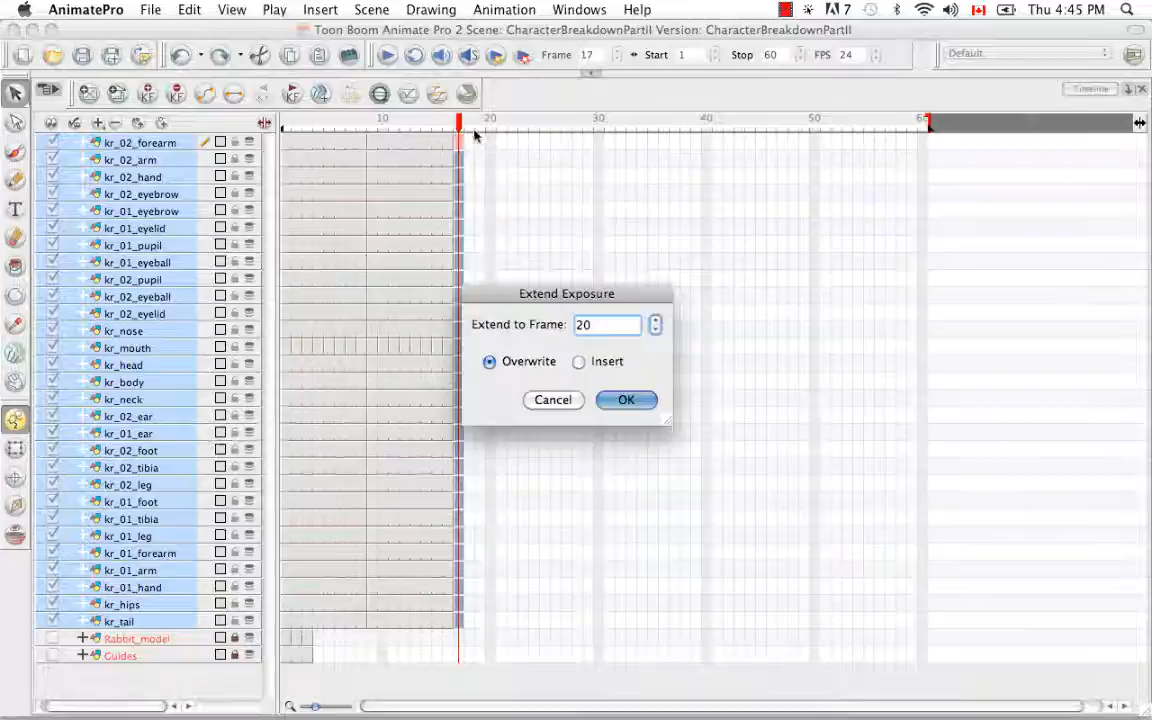 AnimatePro File Edit View Play Insert Scene Drawing Animation Windows Help 7 Thu 4:45 PM
Toon Boom Animate Pro 2 Scene: CharacterBreakdownPartII Version: CharacterBreakdownPartII
Frame 17 Start 1 Stop 60 FPS 24 Default
KF KF KF Timeline
10 20 30 40 50 60
kr_02_forearm
kr_02_arm
kr_02_hand
kr_02_eyebrow
kr_01_eyebrow
kr_01_eyelid
kr_01_pupil
kr_01_eyeball
kr_02_pupil
kr_02_eyeball
kr_02_eyelid
kr_nose
kr_mouth
kr_head
kr_body
kr_neck
kr_02_ear
kr_01_ear
kr_02_foot
kr_02_tibia
kr_02_leg
kr_01_foot
kr_01_tibia
kr_01_leg
kr_01_forearm
kr_01_arm
kr_01_hand
kr_hips
kr_tail
Rabbit_model
Guides
Extend Exposure
Extend to Frame: 20
Overwrite Insert
Cancel OK